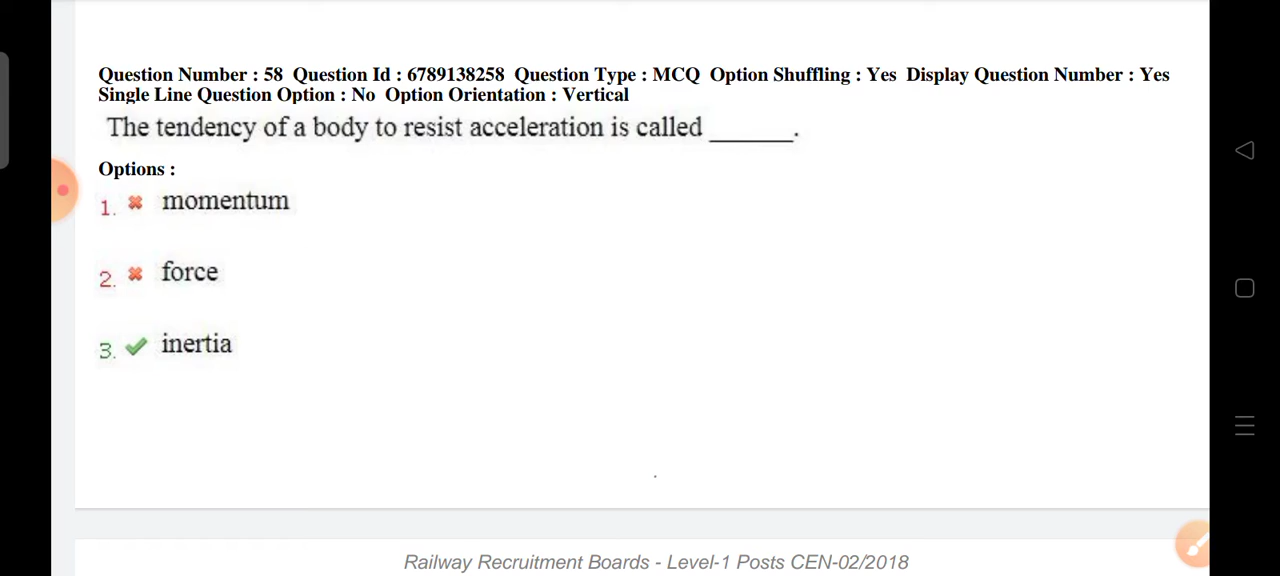 Question Number : 58 Question Id : 6789138258 Question Type : MCQ Option Shuffling : Yes Display Question Number : Yes
Single Line Question Option : No Option Orientation : Vertical
The tendency of a body to resist acceleration is called ______.
Options :
1. momentum
2. force
3. inertia
Railway Recruitment Boards - Level-1 Posts CEN-02/2018